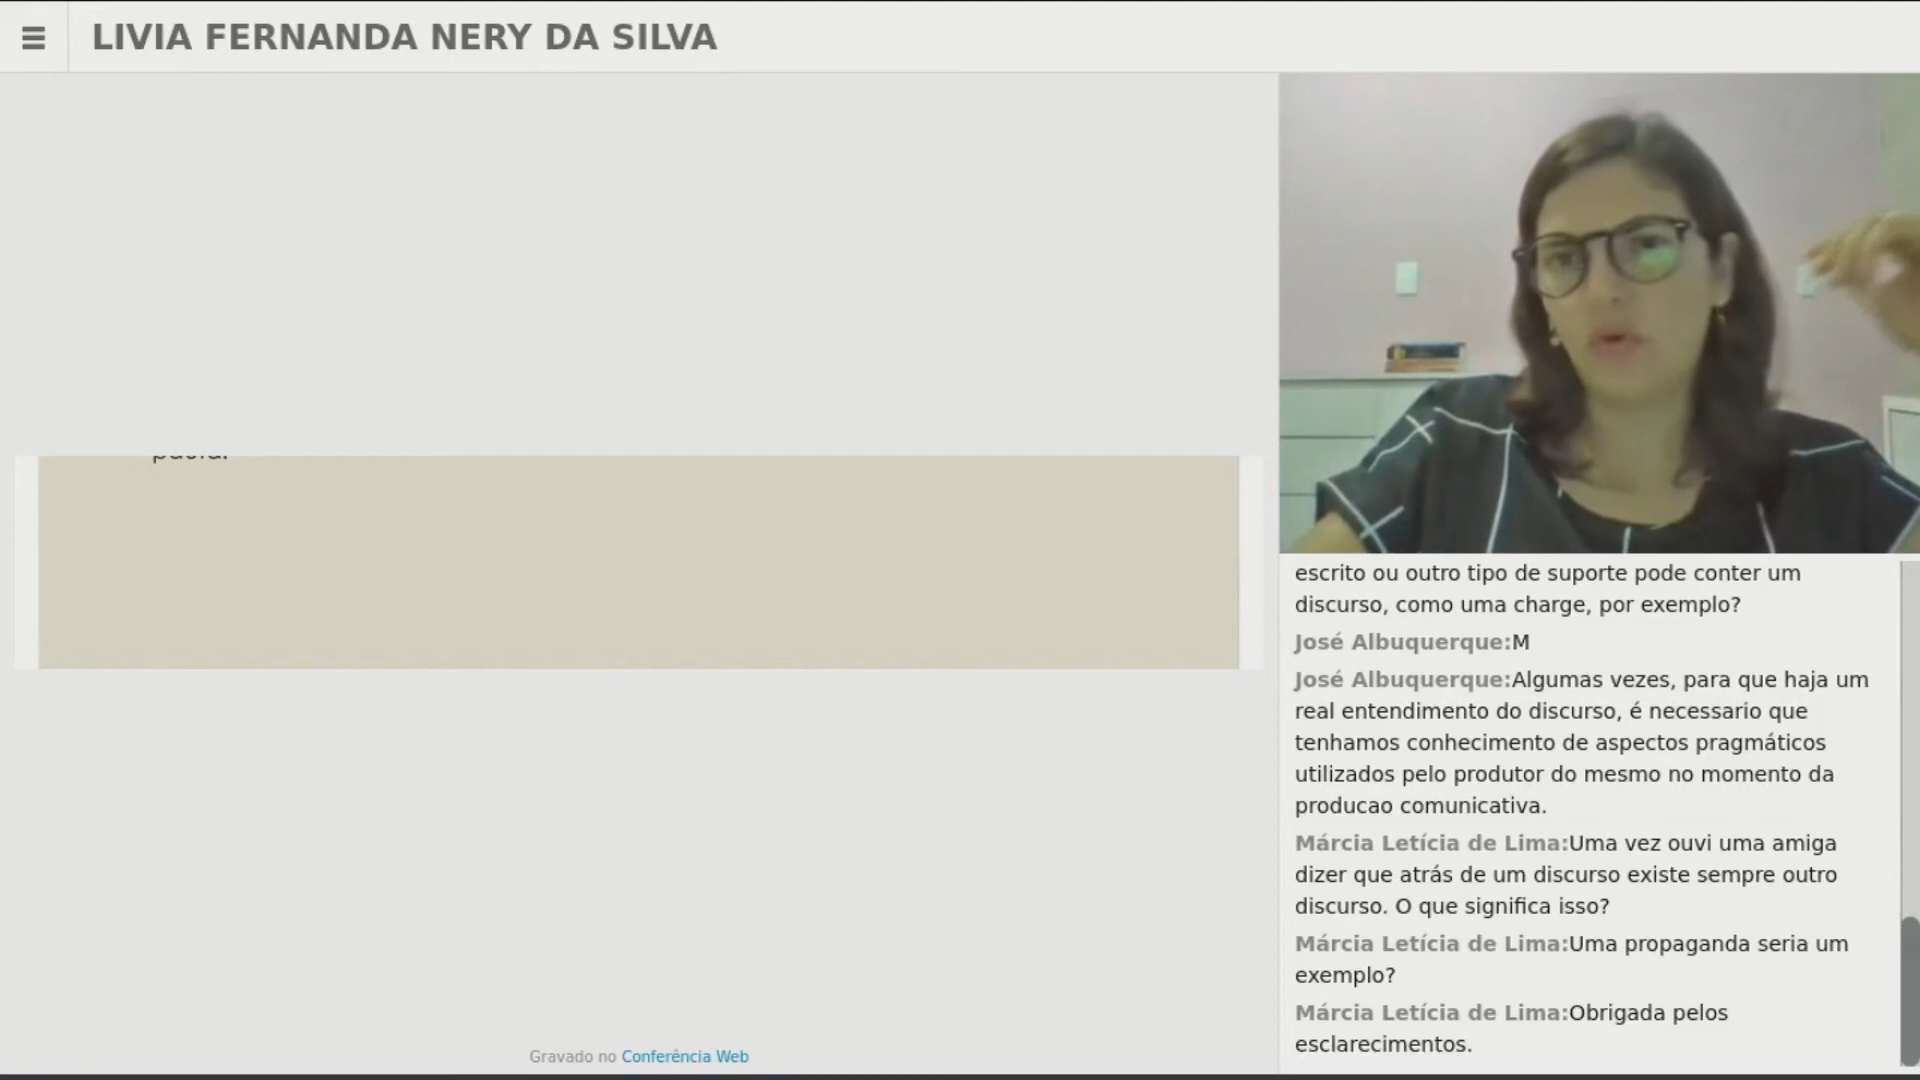 LIVIA FERNANDA NERY DA SILVA
escrito ou outro tipo de suporte pode conter um
discurso, como uma charge, por exemplo?
José Albuquerque:M
José Albuquerque:Algumas vezes, para que haja um
real entendimento do discurso, é necessario que
tenhamos conhecimento de aspectos pragmáticos
utilizados pelo produtor do mesmo no momento da
producao comunicativa.
Márcia Letícia de Lima:Uma vez ouvi uma amiga
dizer que atrás de um discurso existe sempre outro
discurso. O que significa isso?
Márcia Letícia de Lima:Uma propaganda seria um
exemplo?
Márcia Letícia de Lima:Obrigada pelos
esclarecimentos.
Gravado no Conferência Web